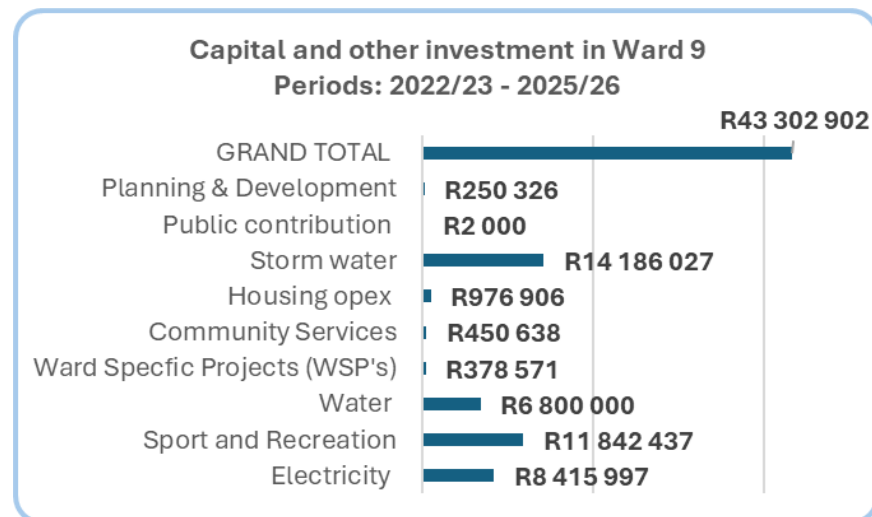 Capital and other investment in Ward 9
Periods: 2022/23 - 2025/26
R43 302 902
GRAND TOTAL
Planning & Development R250 326
Public contribution R2 000
Storm water R14 186 027
Housing opex R976 906
Community Services R450 638
Ward Specfic Projects (WSP's) R378 571
Water R6 800 000
Sport and Recreation R11 842 437
Electricity R8 415 997